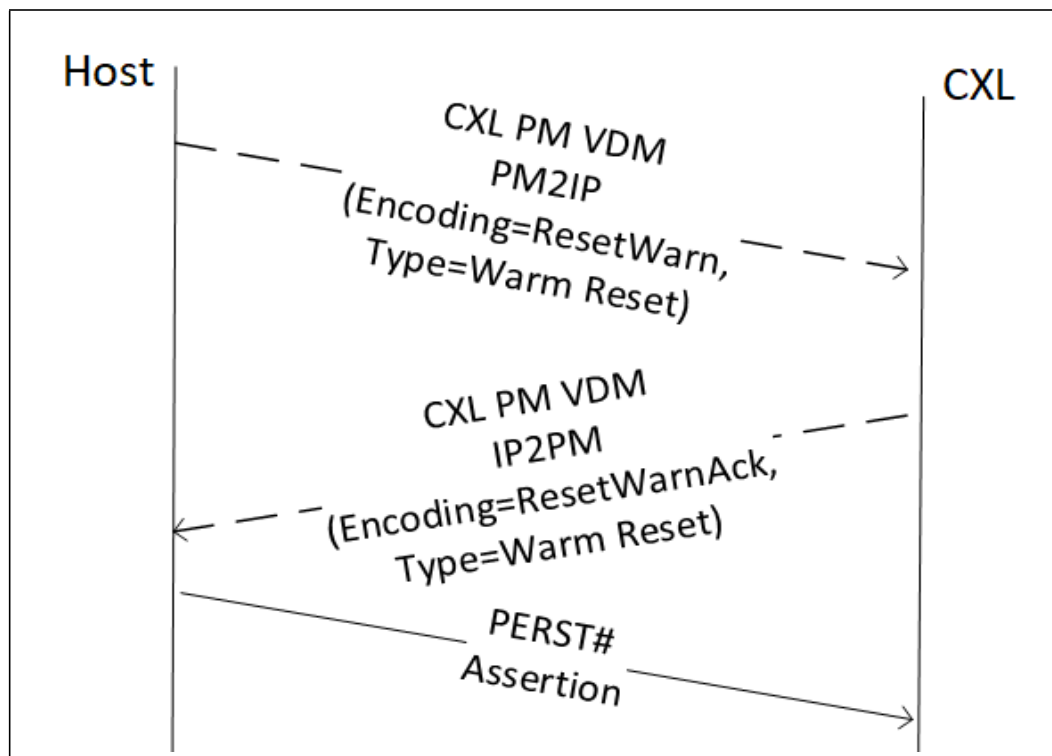 Host
CXL
CXL PM VDM
PM2IP
(Encoding=ResetWarn,
Type=Warm Reset)
CXL PM VDM
IP2PM
(Encoding=ResetWarnAck,
Type=Warm Reset)
PERST#
Assertion